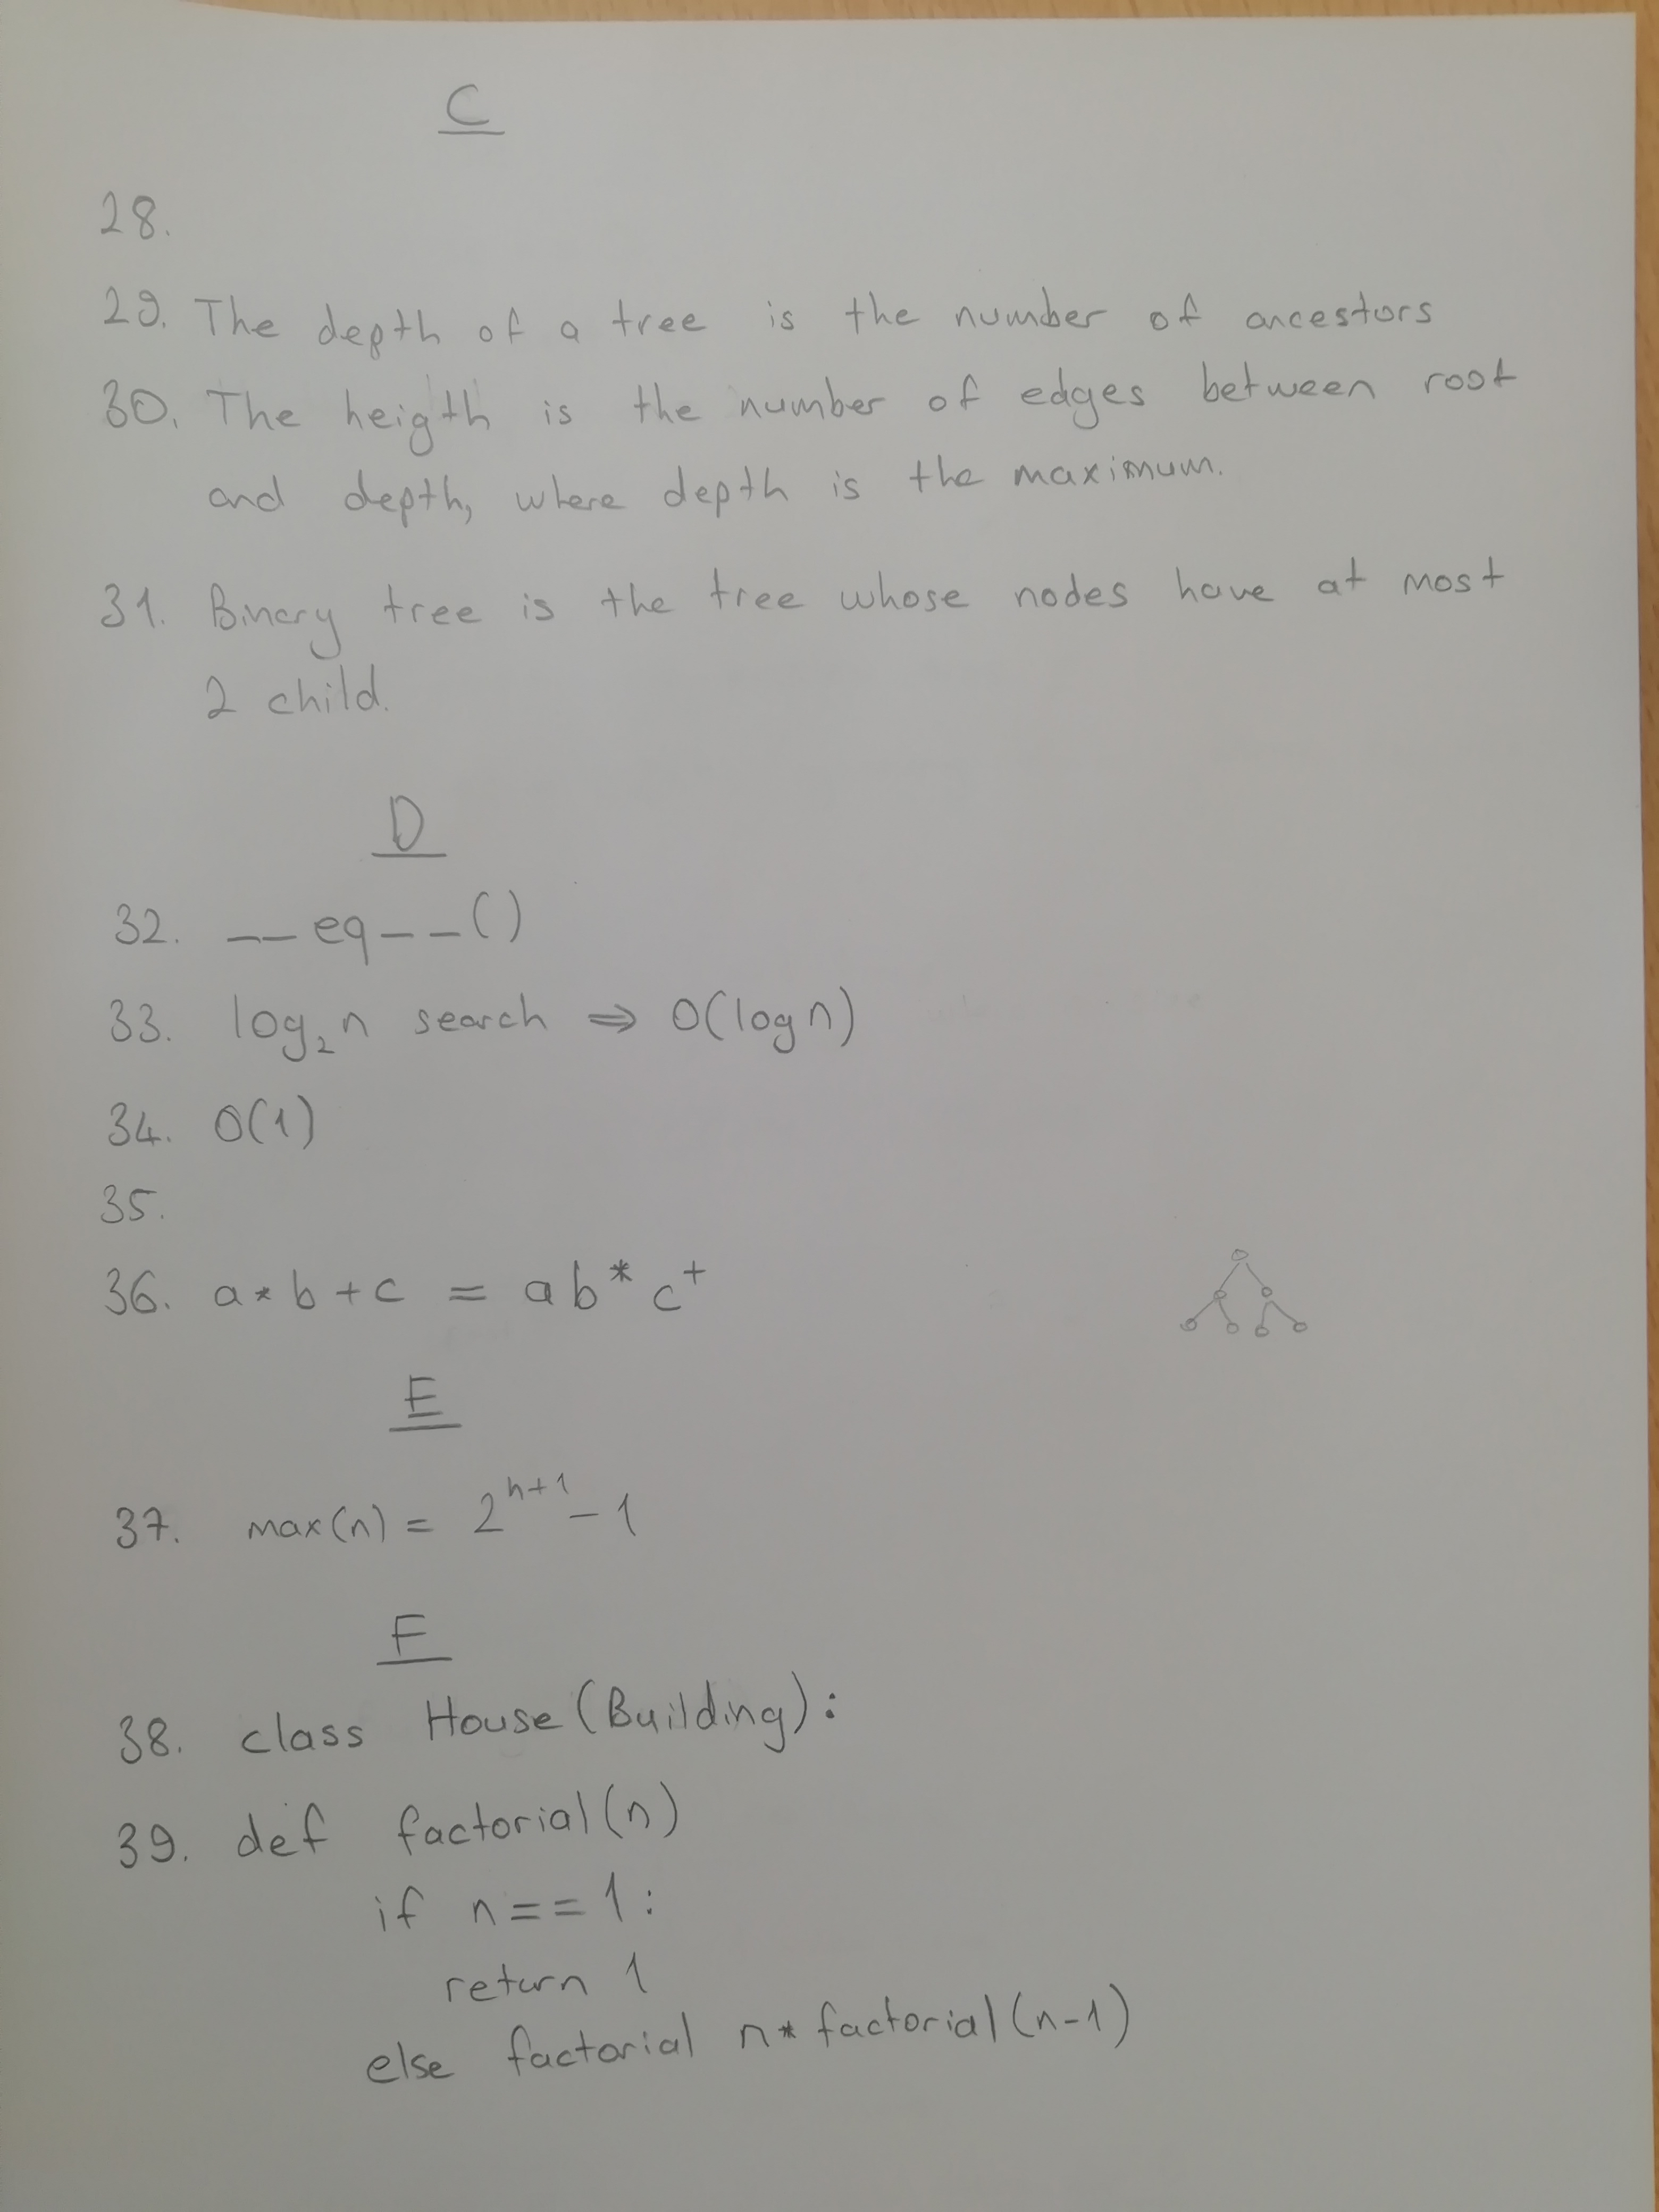 C
28.
29. The depth of a tree is the number of ancestors
30. The heigth is the number of edges between root
and depth, where depth is the maximum.
31. Binary tree is the tree whose nodes have at most
2 child.
D
32. __eq__()
33. log₂n search ⇒ O(log n)
34. O(1)
35.
36. a*b+c = ab*c+
E
37. max(n) = 2^(h+1) - 1
F
38. class House(Building):
39. def factorial(n)
if n==1:
return 1
else factorial n*factorial(n-1)